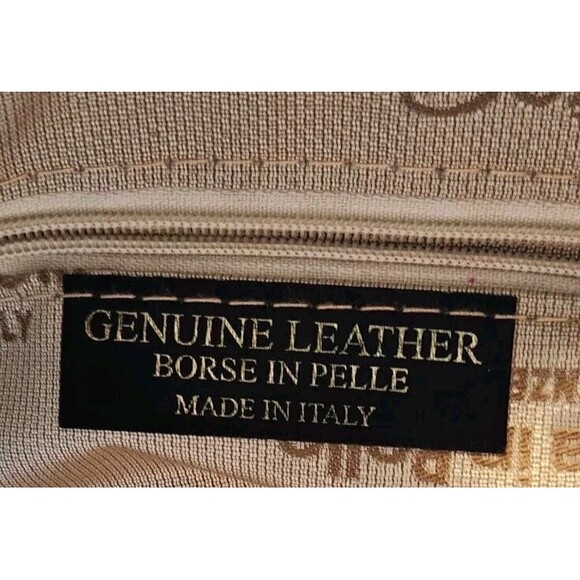 GENUINE LEATHER
BORSE IN PELLE
MADE IN ITALY